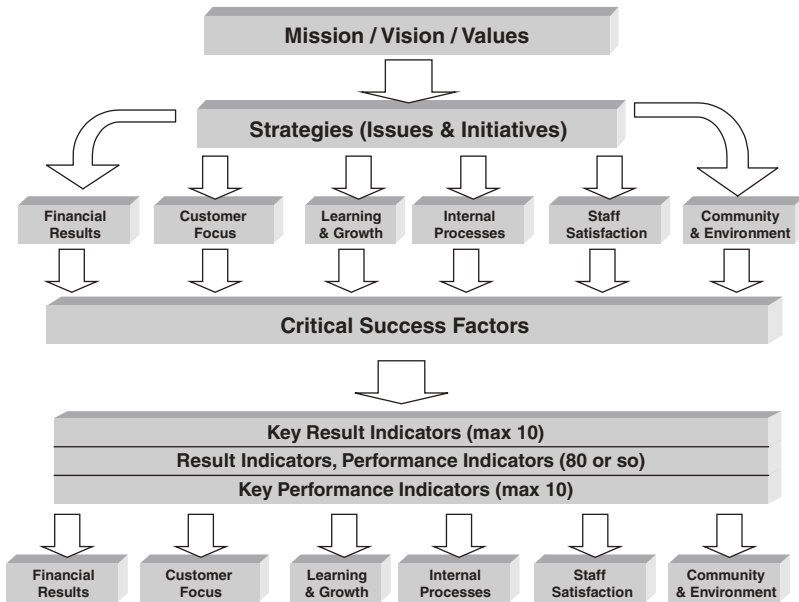 Mission / Vision / Values
Strategies (Issues & Initiatives)
Financial
Results
Customer
Focus
Learning
& Growth
Internal
Processes
Staff
Satisfaction
Community
& Environment
Critical Success Factors
Key Result Indicators (max 10)
Result Indicators, Performance Indicators (80 or so)
Key Performance Indicators (max 10)
Financial
Results
Customer
Focus
Learning
& Growth
Internal
Processes
Staff
Satisfaction
Community
& Environment